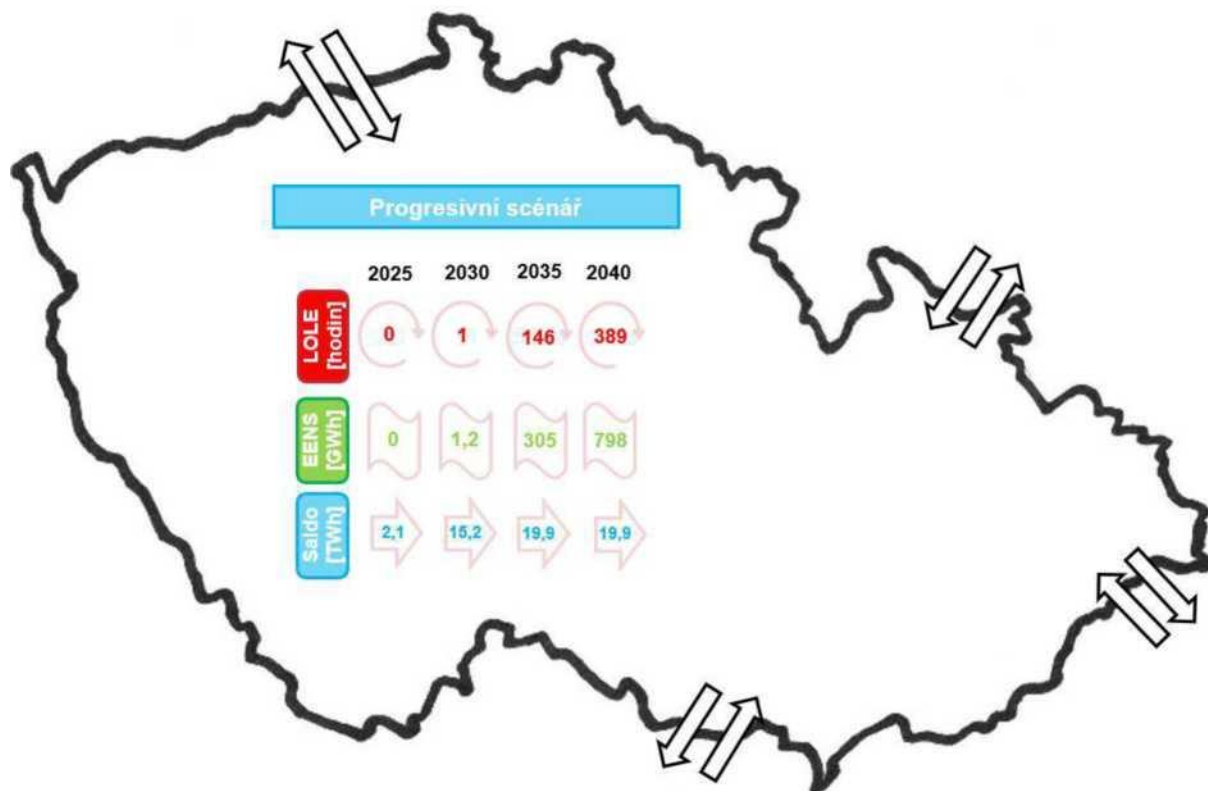 Progresivní scénář
2025 2030 2035 2040
LOLE
[hodin]
0 1 146 389
EENS
[GWh]
0 1,2 305 798
Saldo
[TWh]
2,1 15,2 19,9 19,9